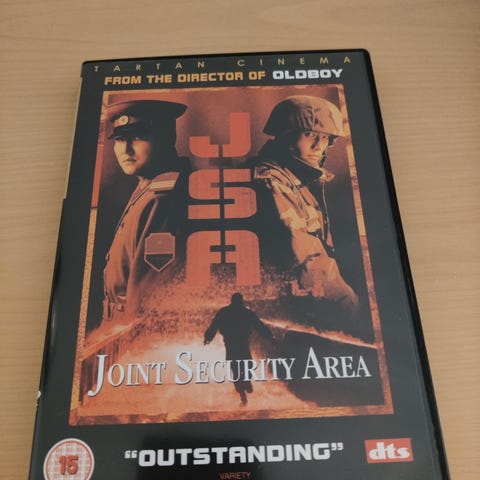 TARTAN CINEMA
FROM THE DIRECTOR OF OLDBOY
JSA
JOINT SECURITY AREA
15
"OUTSTANDING"
dts
VARIETY